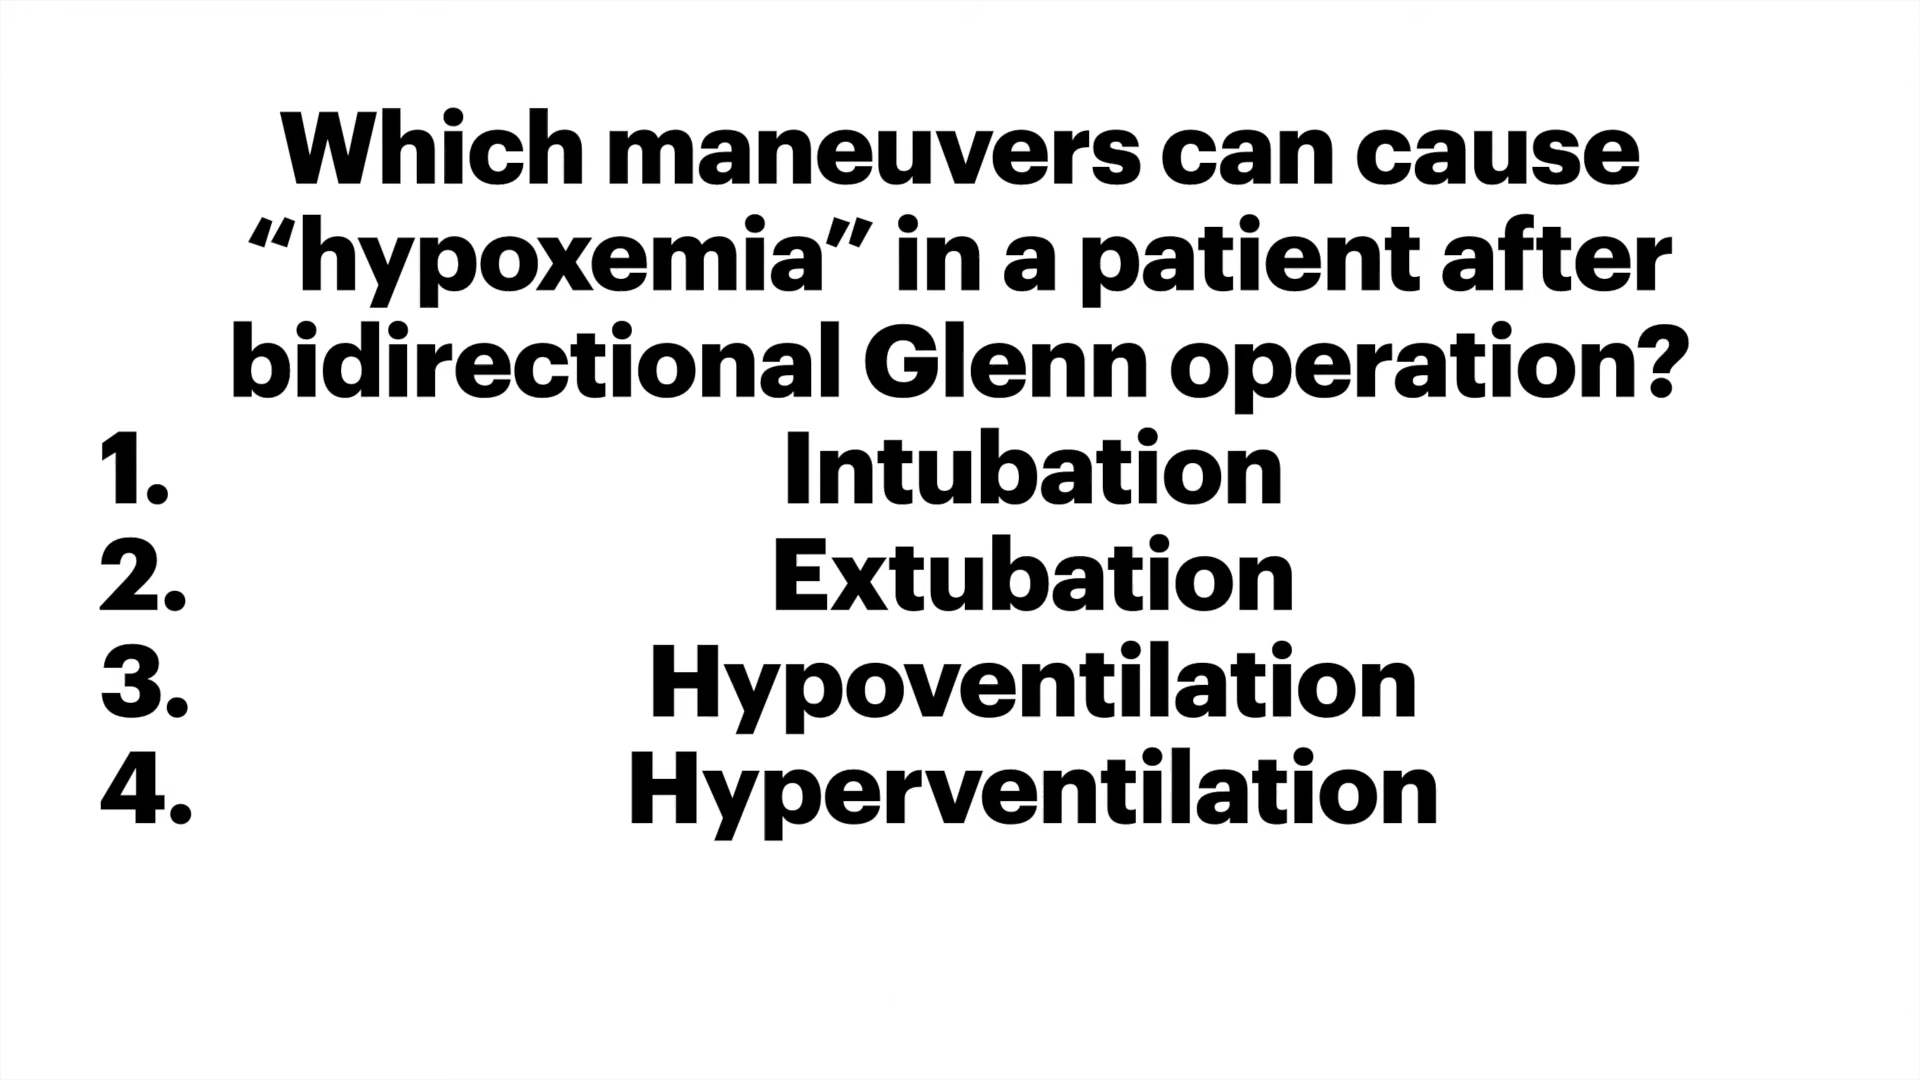 Which maneuvers can cause
“hypoxemia” in a patient after
bidirectional Glenn operation?
1. Intubation
2. Extubation
3. Hypoventilation
4. Hyperventilation